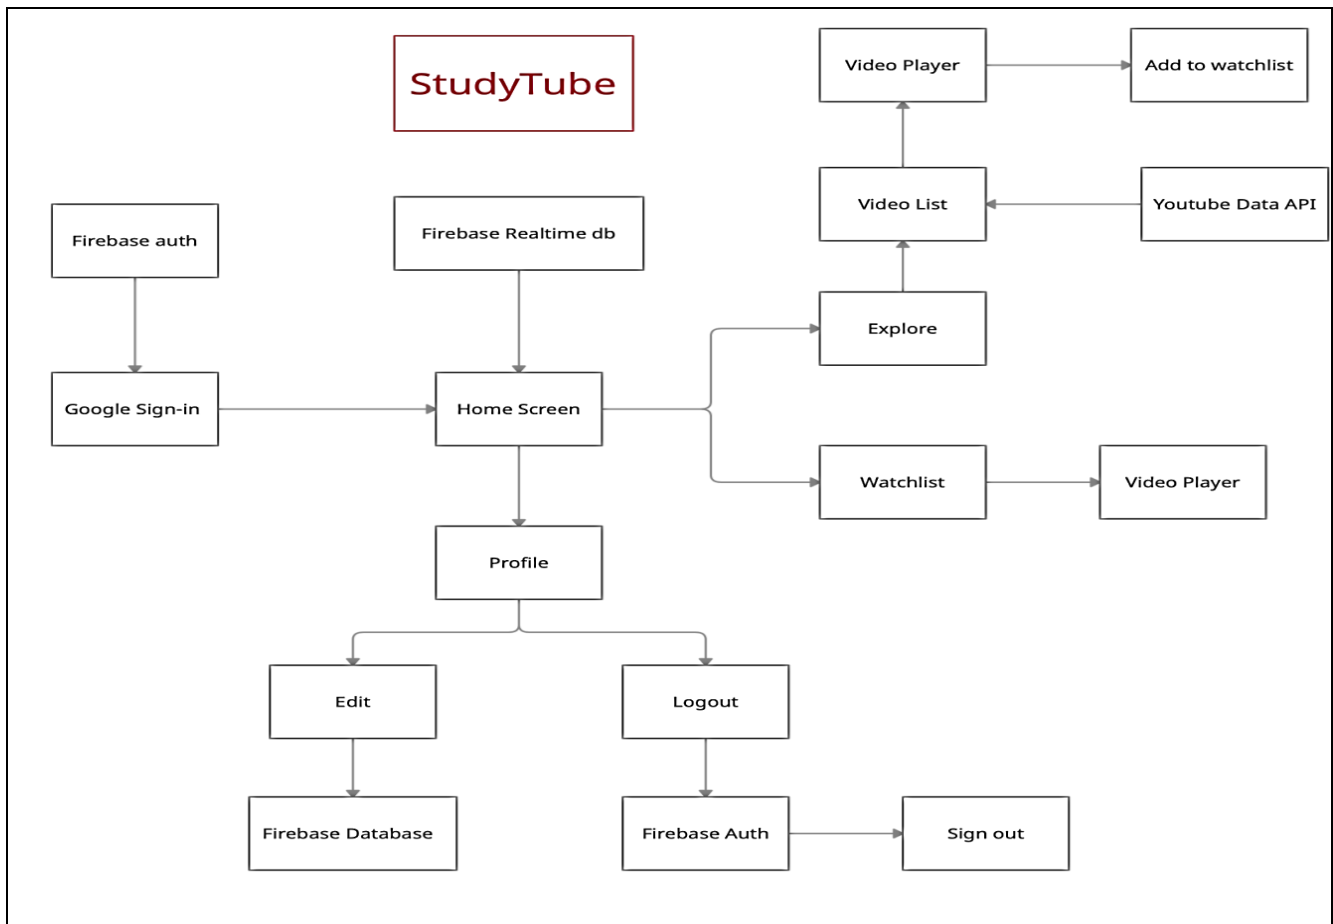 StudyTube
Video Player
Add to watchlist
Firebase auth
Firebase Realtime db
Video List
Youtube Data API
Explore
Google Sign-in
Home Screen
Watchlist
Video Player
Profile
Edit
Logout
Firebase Database
Firebase Auth
Sign out